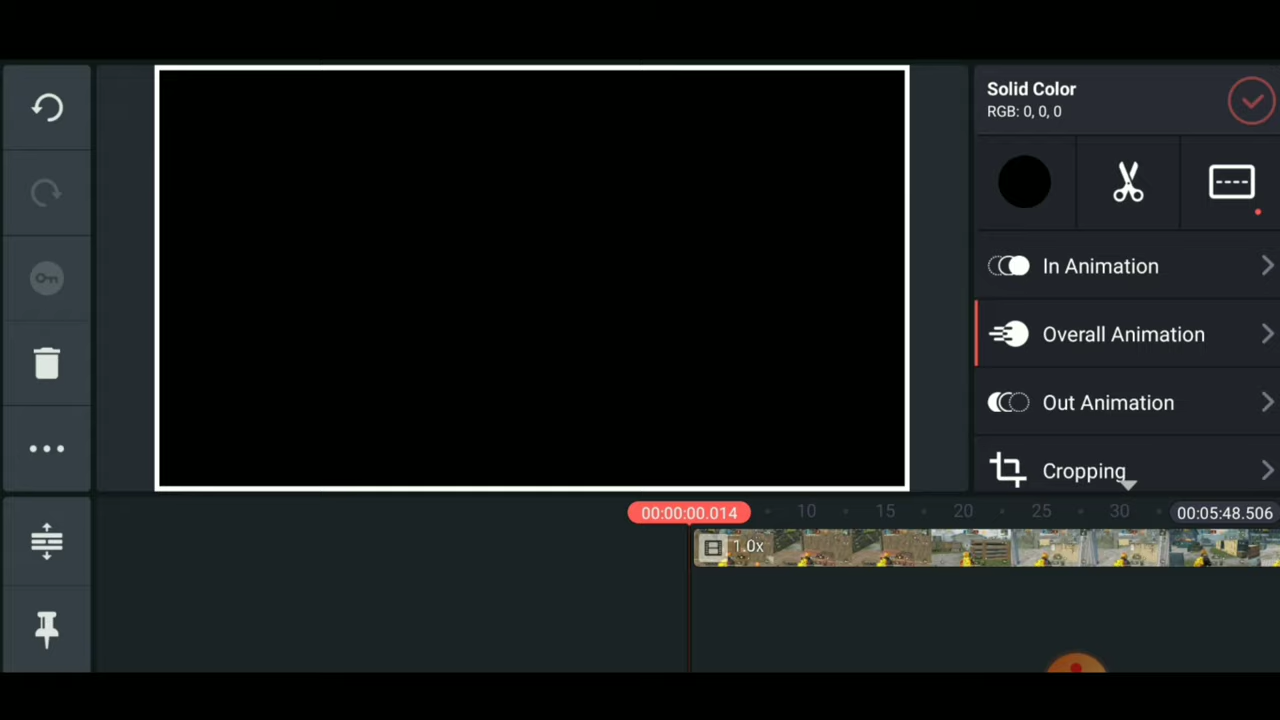 Solid Color
RGB: 0, 0, 0
In Animation
Overall Animation
Out Animation
Cropping
00:00:00.014
10
15
20
25
30
00:05:48.506
1.0x